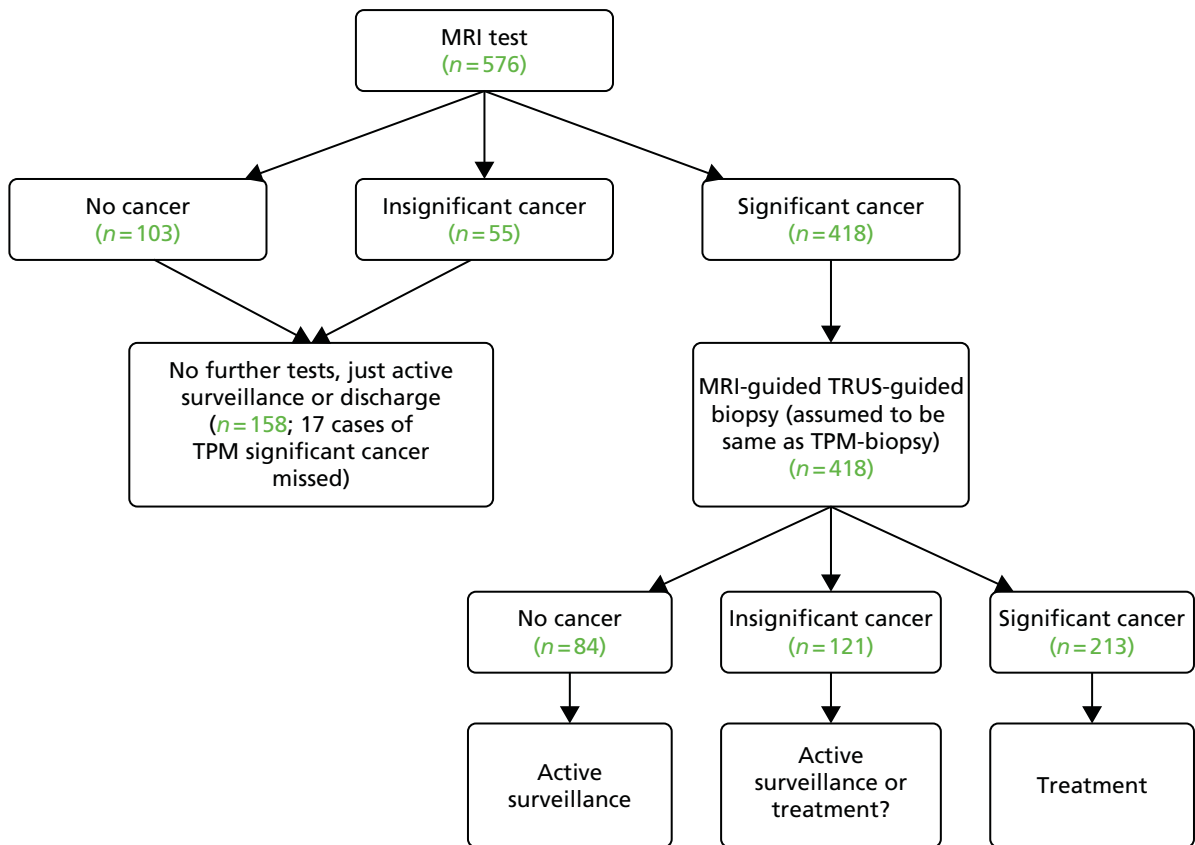 MRI test
(n=576)
No cancer
(n=103)
Insignificant cancer
(n=55)
Significant cancer
(n=418)
No further tests, just active
surveillance or discharge
(n=158; 17 cases of
TPM significant cancer
missed)
MRI-guided TRUS-guided
biopsy (assumed to be
same as TPM-biopsy)
(n=418)
No cancer
(n=84)
Insignificant cancer
(n=121)
Significant cancer
(n=213)
Active
surveillance
Active
surveillance or
treatment?
Treatment